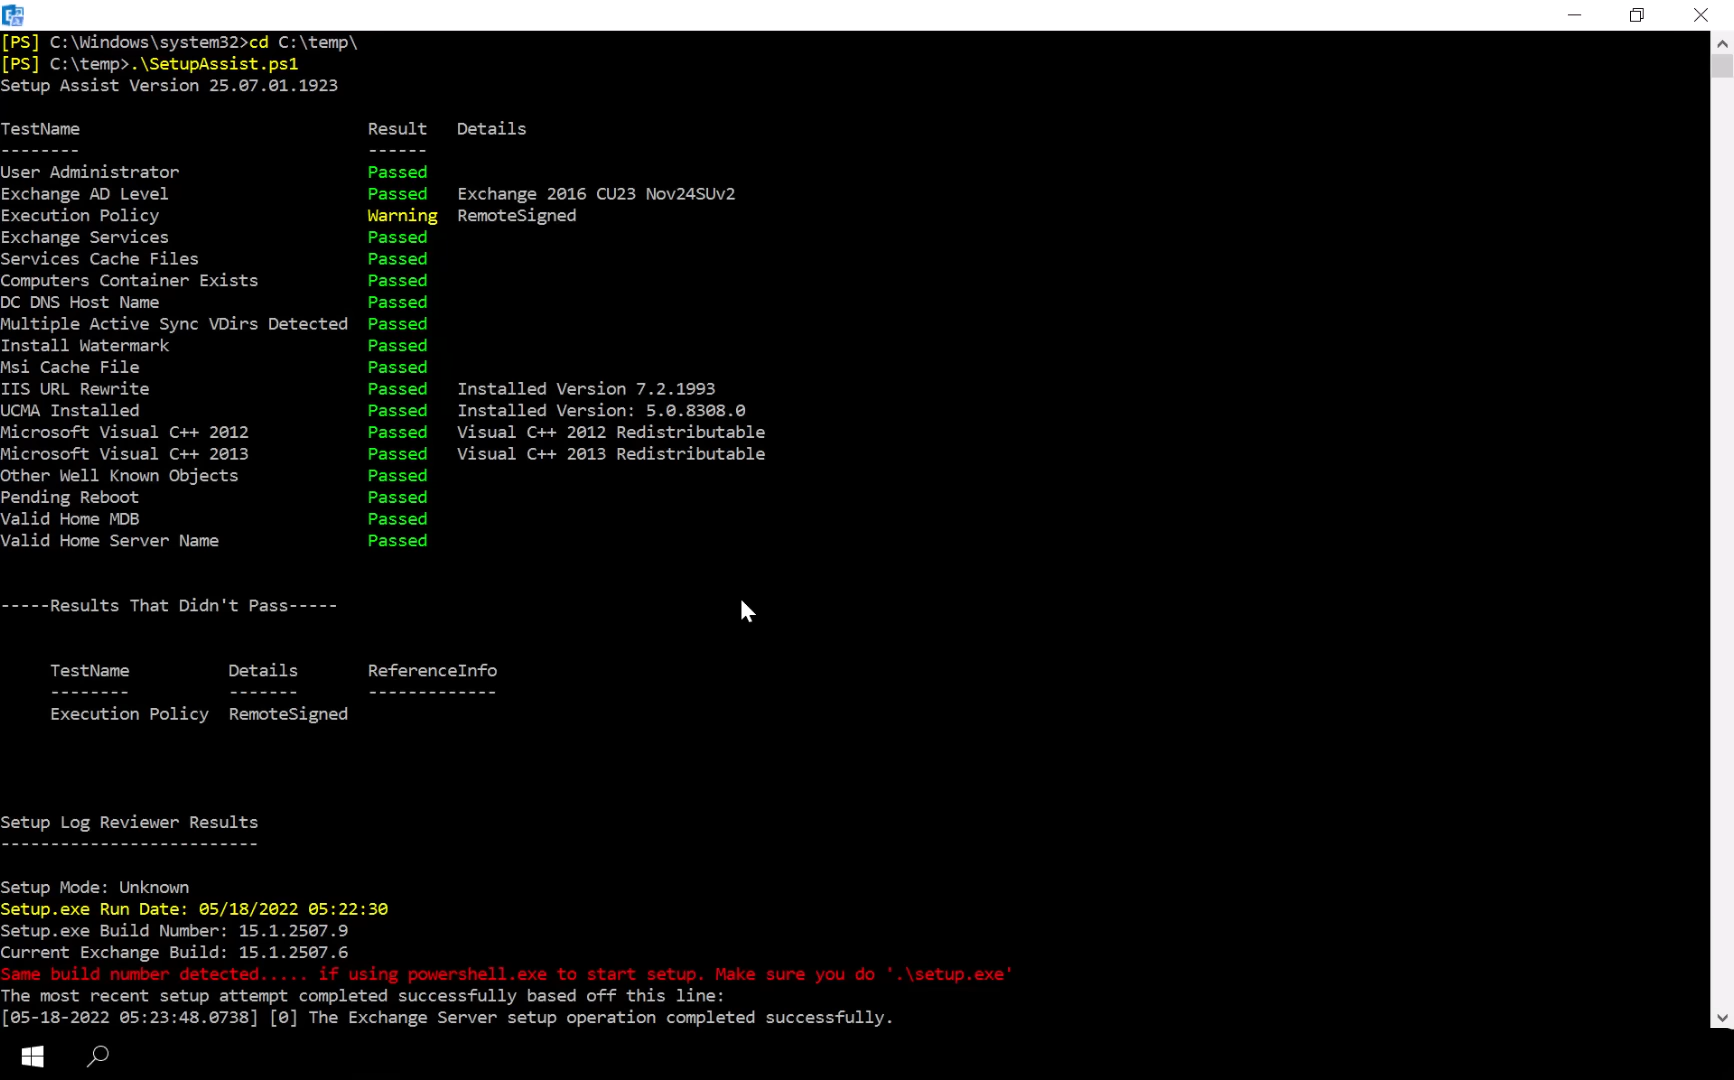 [PS] C:\Windows\system32>cd C:\temp\
[PS] C:\temp>.\SetupAssist.ps1
Setup Assist Version 25.07.01.1923
TestName Result Details
-------- ------
User Administrator Passed
Exchange AD Level Passed Exchange 2016 CU23 Nov24SUv2
Execution Policy Warning RemoteSigned
Exchange Services Passed
Services Cache Files Passed
Computers Container Exists Passed
DC DNS Host Name Passed
Multiple Active Sync VDirs Detected Passed
Install Watermark Passed
Msi Cache File Passed
IIS URL Rewrite Passed Installed Version 7.2.1993
UCMA Installed Passed Installed Version: 5.0.8308.0
Microsoft Visual C++ 2012 Passed Visual C++ 2012 Redistributable
Microsoft Visual C++ 2013 Passed Visual C++ 2013 Redistributable
Other Well Known Objects Passed
Pending Reboot Passed
Valid Home MDB Passed
Valid Home Server Name Passed
-----Results That Didn't Pass-----
TestName Details ReferenceInfo
-------- ------- -------------
Execution Policy RemoteSigned
Setup Log Reviewer Results
--------------------------
Setup Mode: Unknown
Setup.exe Run Date: 05/18/2022 05:22:30
Setup.exe Build Number: 15.1.2507.9
Current Exchange Build: 15.1.2507.6
Same build number detected..... if using powershell.exe to start setup. Make sure you do '.\setup.exe'
The most recent setup attempt completed successfully based off this line:
[05-18-2022 05:23:48.0738] [0] The Exchange Server setup operation completed successfully.